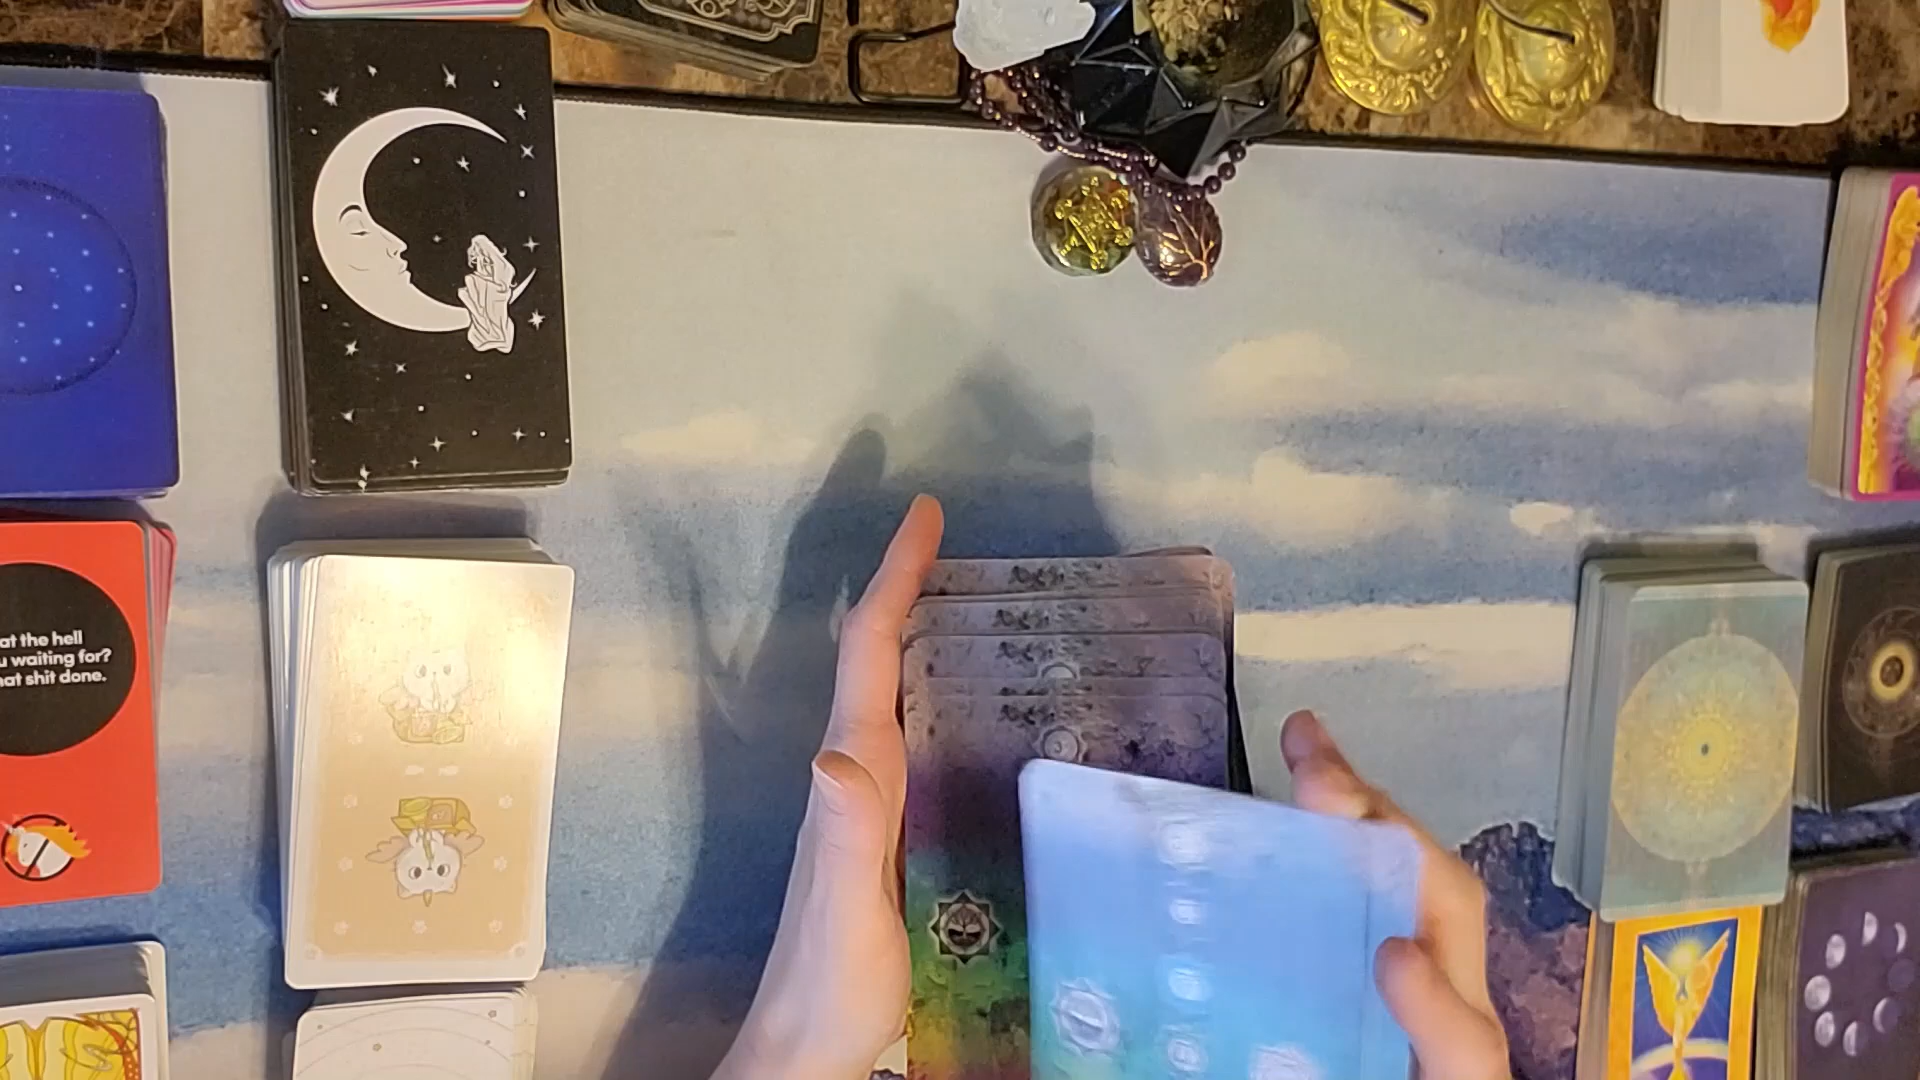 at the hell
u waiting for?
hat shit done.